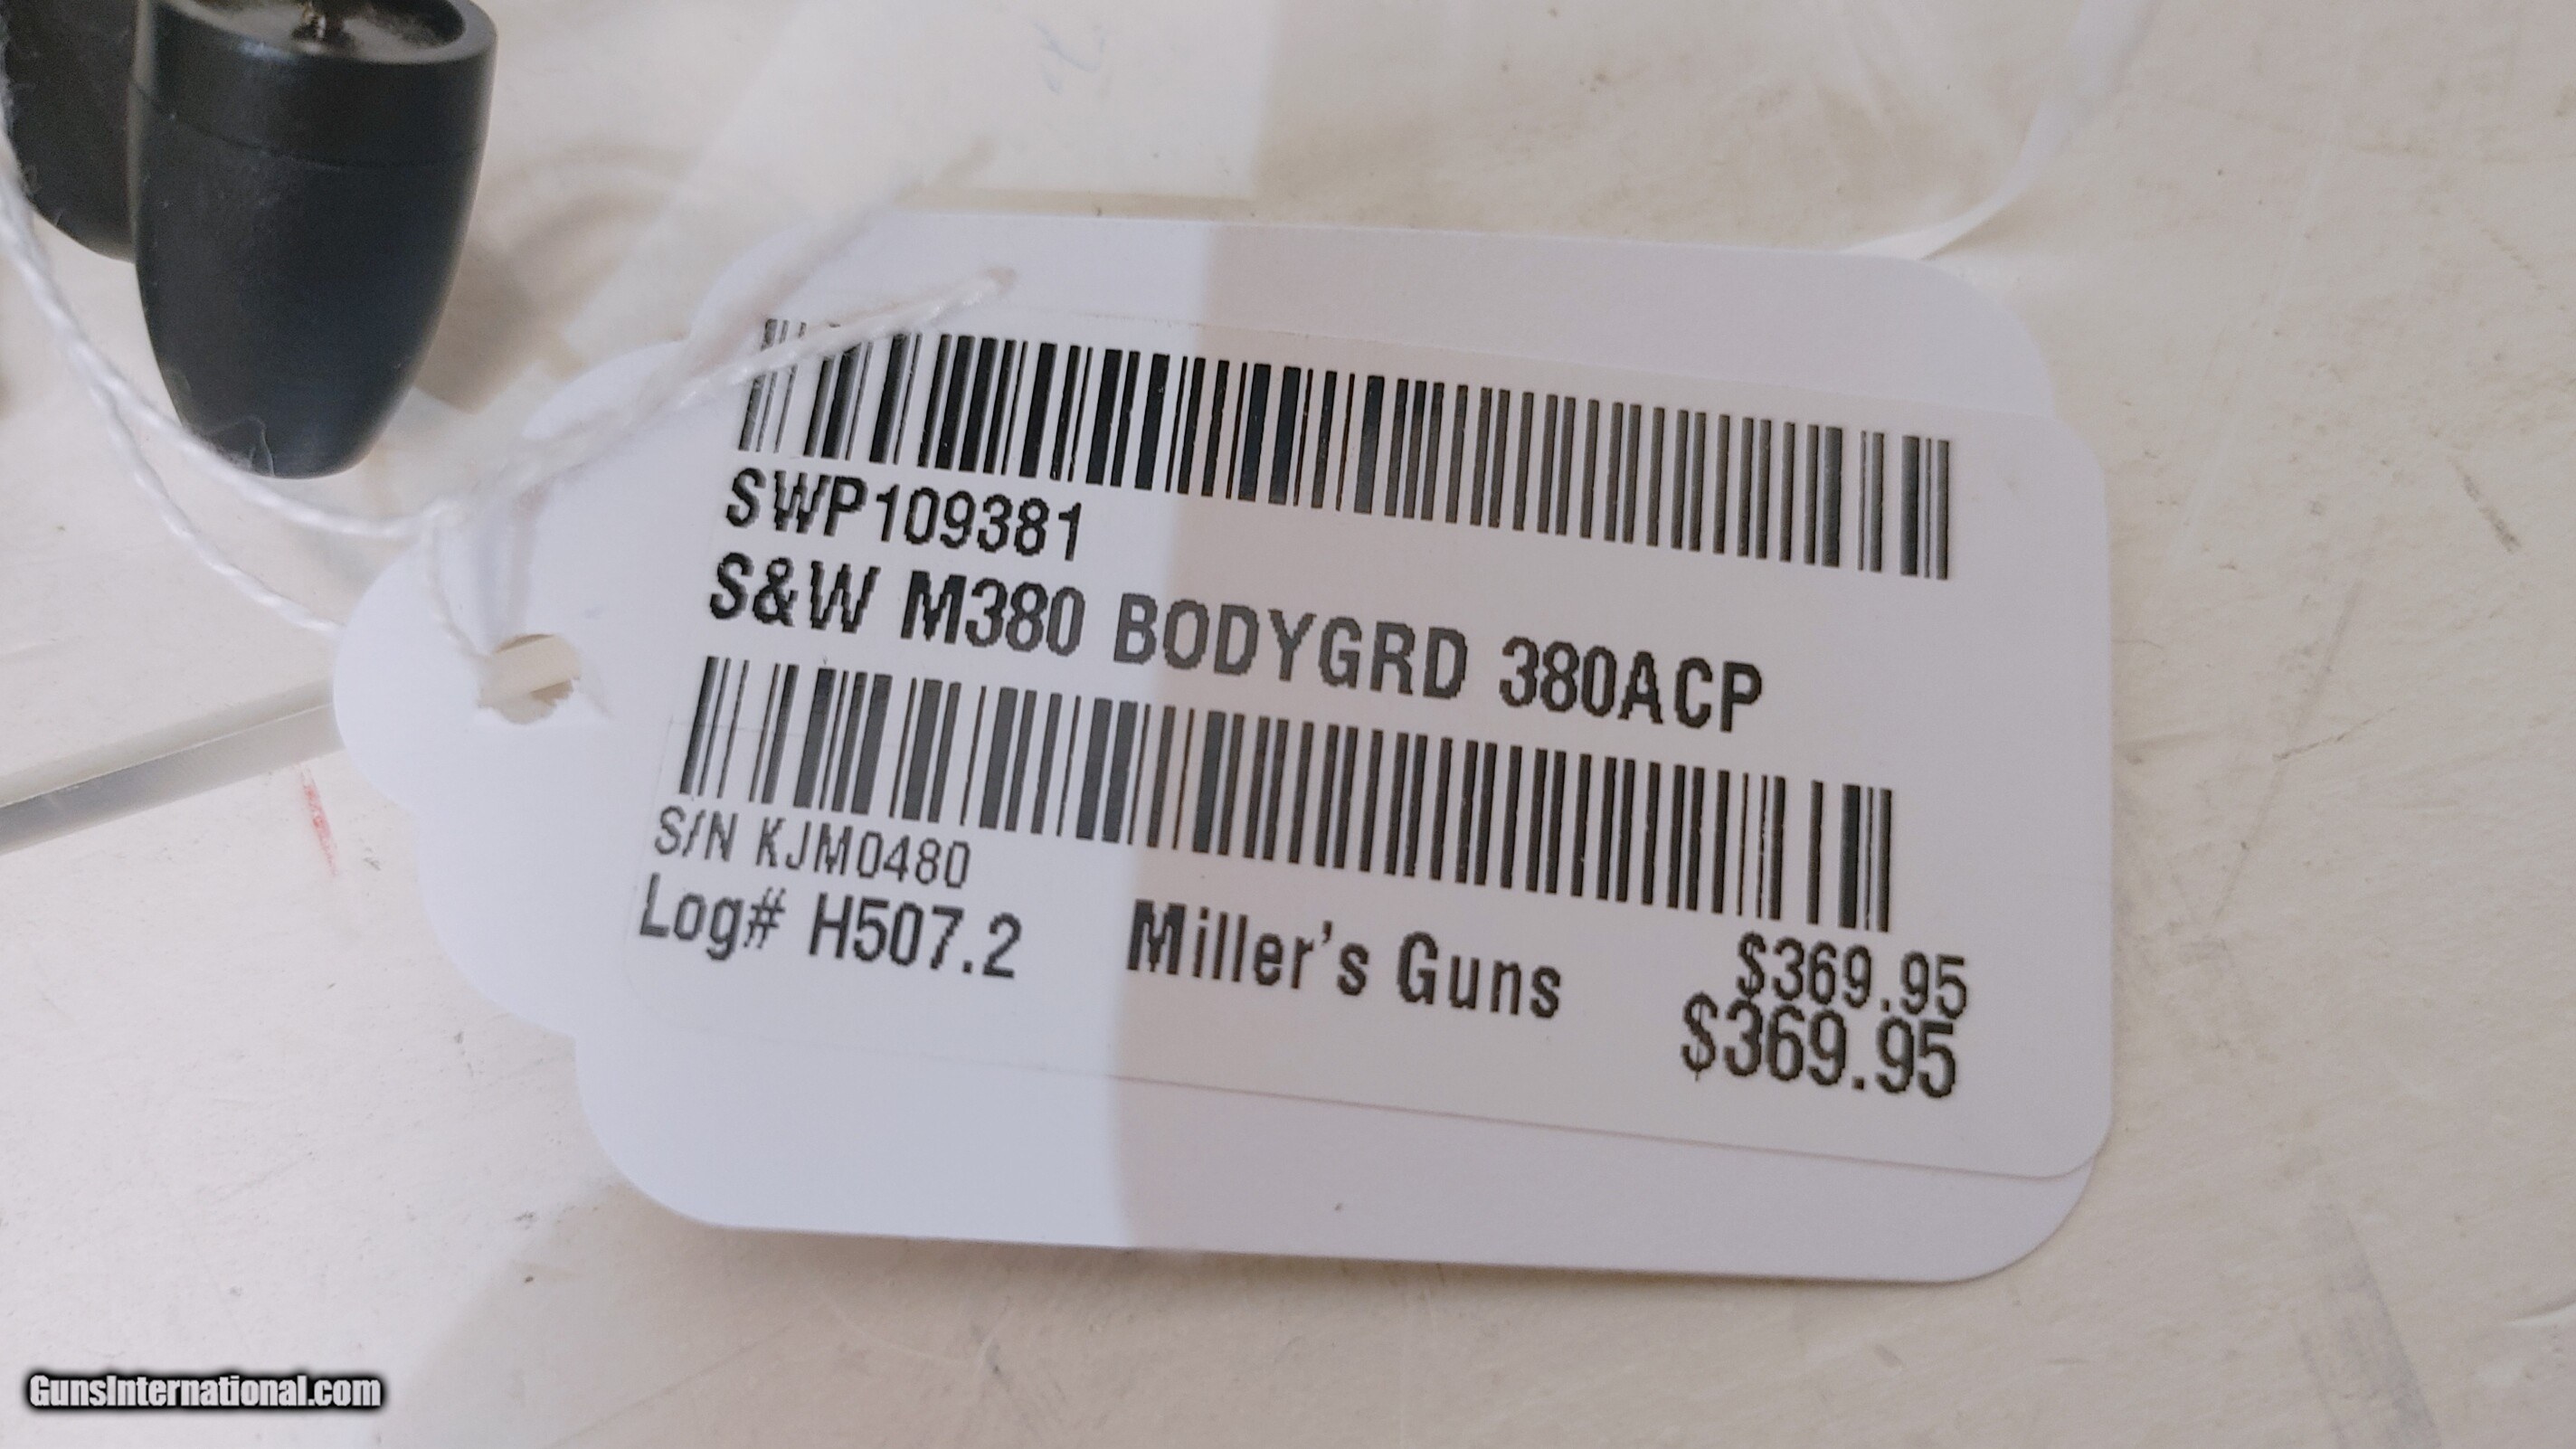 SWP109381
S&W M380 BODYGRD 380ACP
S/N KJM0480
Log# H507.2 Miller's Guns $369.95
$369.95
GunsInternational.com